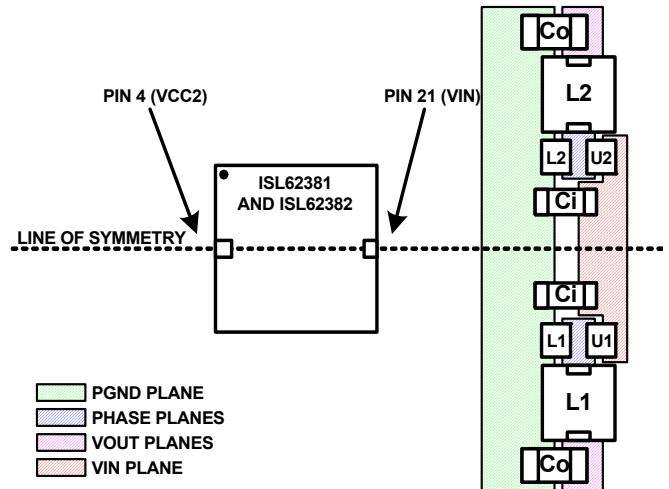 Co
L2
PIN 4 (VCC2)
PIN 21 (VIN)
L2
U2
ISL62381
AND ISL62382
Ci
LINE OF SYMMETRY
Ci
L1
U1
PGND PLANE
PHASE PLANES
VOUT PLANES
VIN PLANE
L1
Co